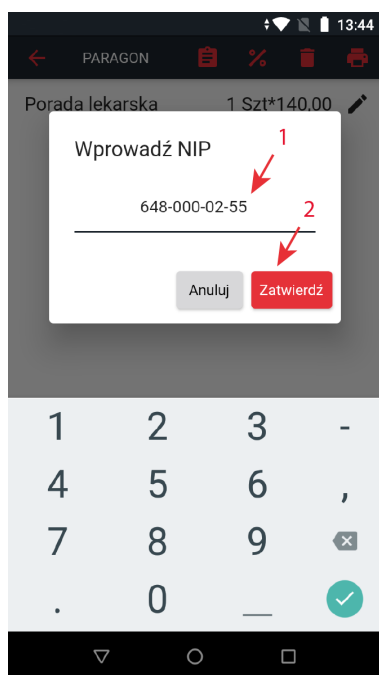 13:44
PARAGON
Porada lekarska 1 Szt*140,00
Wprowadź NIP
1
648-000-02-55
2
Anuluj Zatwierdź
1 2 3 -
4 5 6 ,
7 8 9
. 0 _